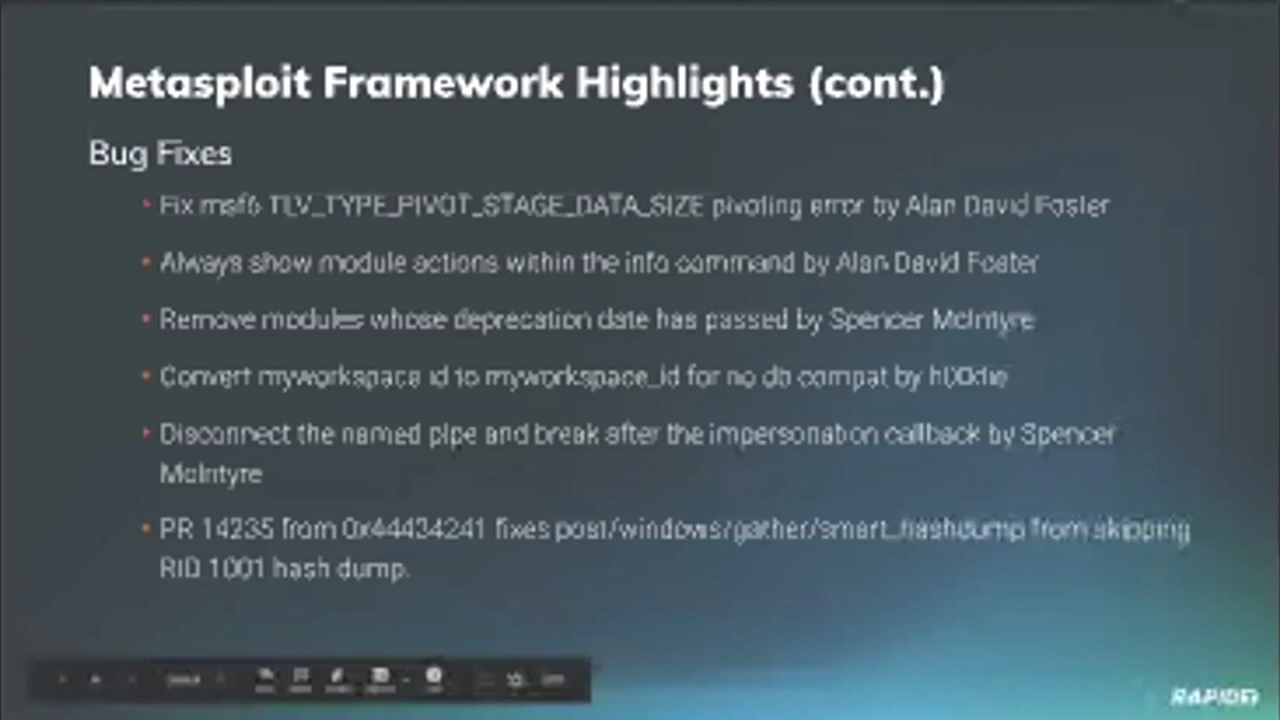 Metasploit Framework Highlights (cont.)
Bug Fixes
Fix msf6 TLV_TYPE_PIVOT_STAGE_DATA_SIZE pivoting error by Alan David Foster
Always show module actions within the info command by Alan David Foster
Remove modules whose deprecation date has passed by Spencer McIntyre
Convert myworkspace id to myworkspace_id for no db compat by h00die
Disconnect the named pipe and break after the impersonation callback by Spencer
McIntyre
PR 14235 from 0x44434241 fixes post/windows/gather/smart_hashdump from skipping
RID 1001 hash dump.
RAPID7